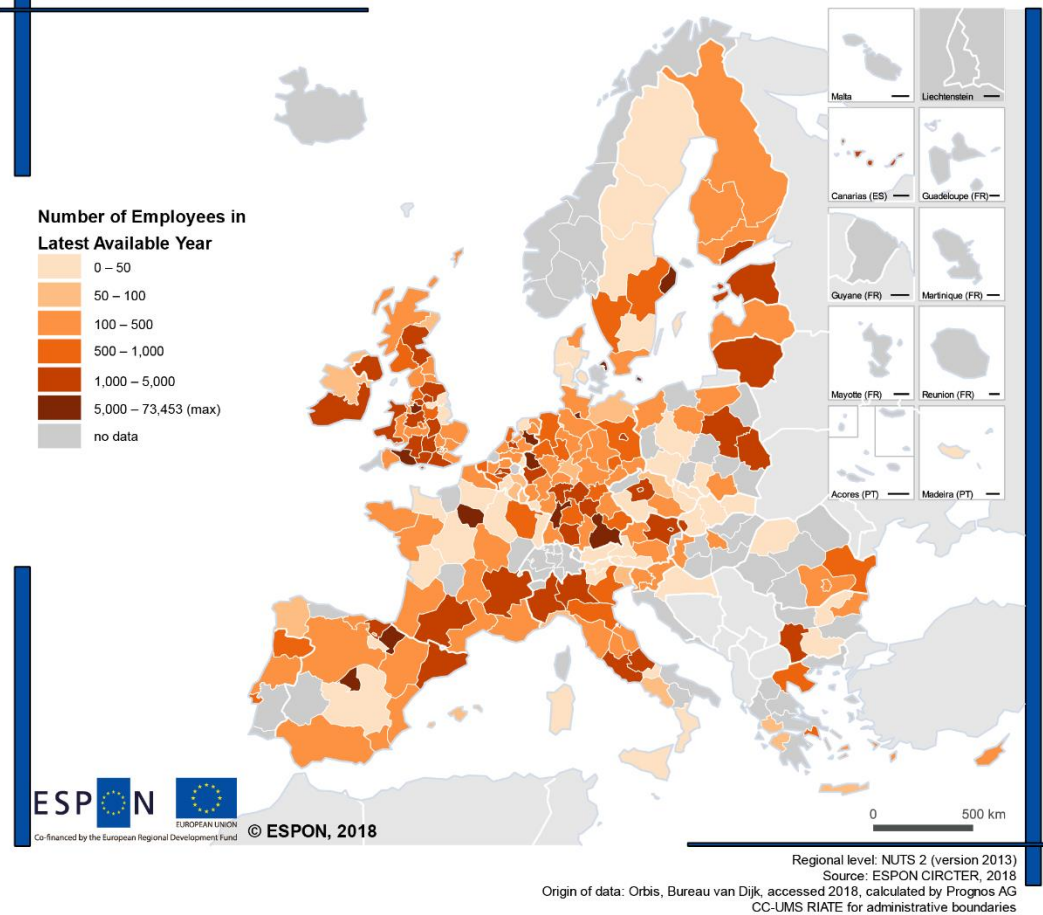 Number of Employees in
Latest Available Year
0 – 50
50 – 100
100 – 500
500 – 1,000
1,000 – 5,000
5,000 – 73,453 (max)
no data
Malta
Liechtenstein
Canarias (ES)
Guadeloupe (FR)
Guyane (FR)
Martinique (FR)
Mayotte (FR)
Reunion (FR)
Acores (PT)
Madeira (PT)
ESPON
EUROPEAN UNION
Co-financed by the European Regional Development Fund
© ESPON, 2018
0 500 km
Regional level: NUTS 2 (version 2013)
Source: ESPON CIRCTER, 2018
Origin of data: Orbis, Bureau van Dijk, accessed 2018, calculated by Prognos AG
CC-UMS RIATE for administrative boundaries